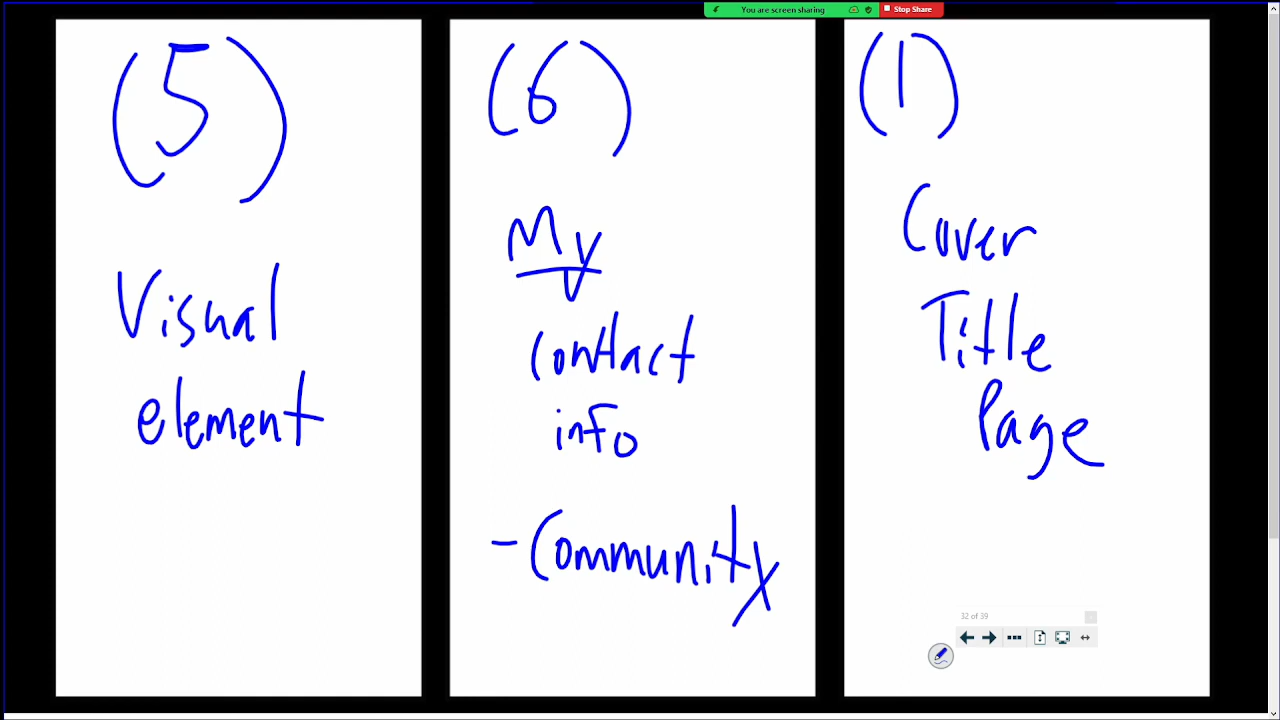 You are screen sharing
Stop Share
(5)
Visual
element
(6)
My
contact
info
- Community
(1)
Cover
Title
Page
32 of 39